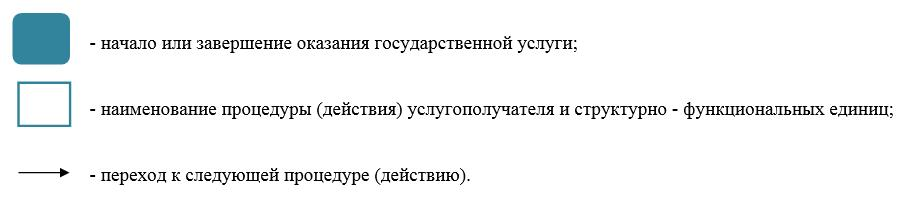 - начало или завершение оказания государственной услуги;
- наименование процедуры (действия) услугополучателя и структурно - функциональных единиц;
- переход к следующей процедуре (действию).